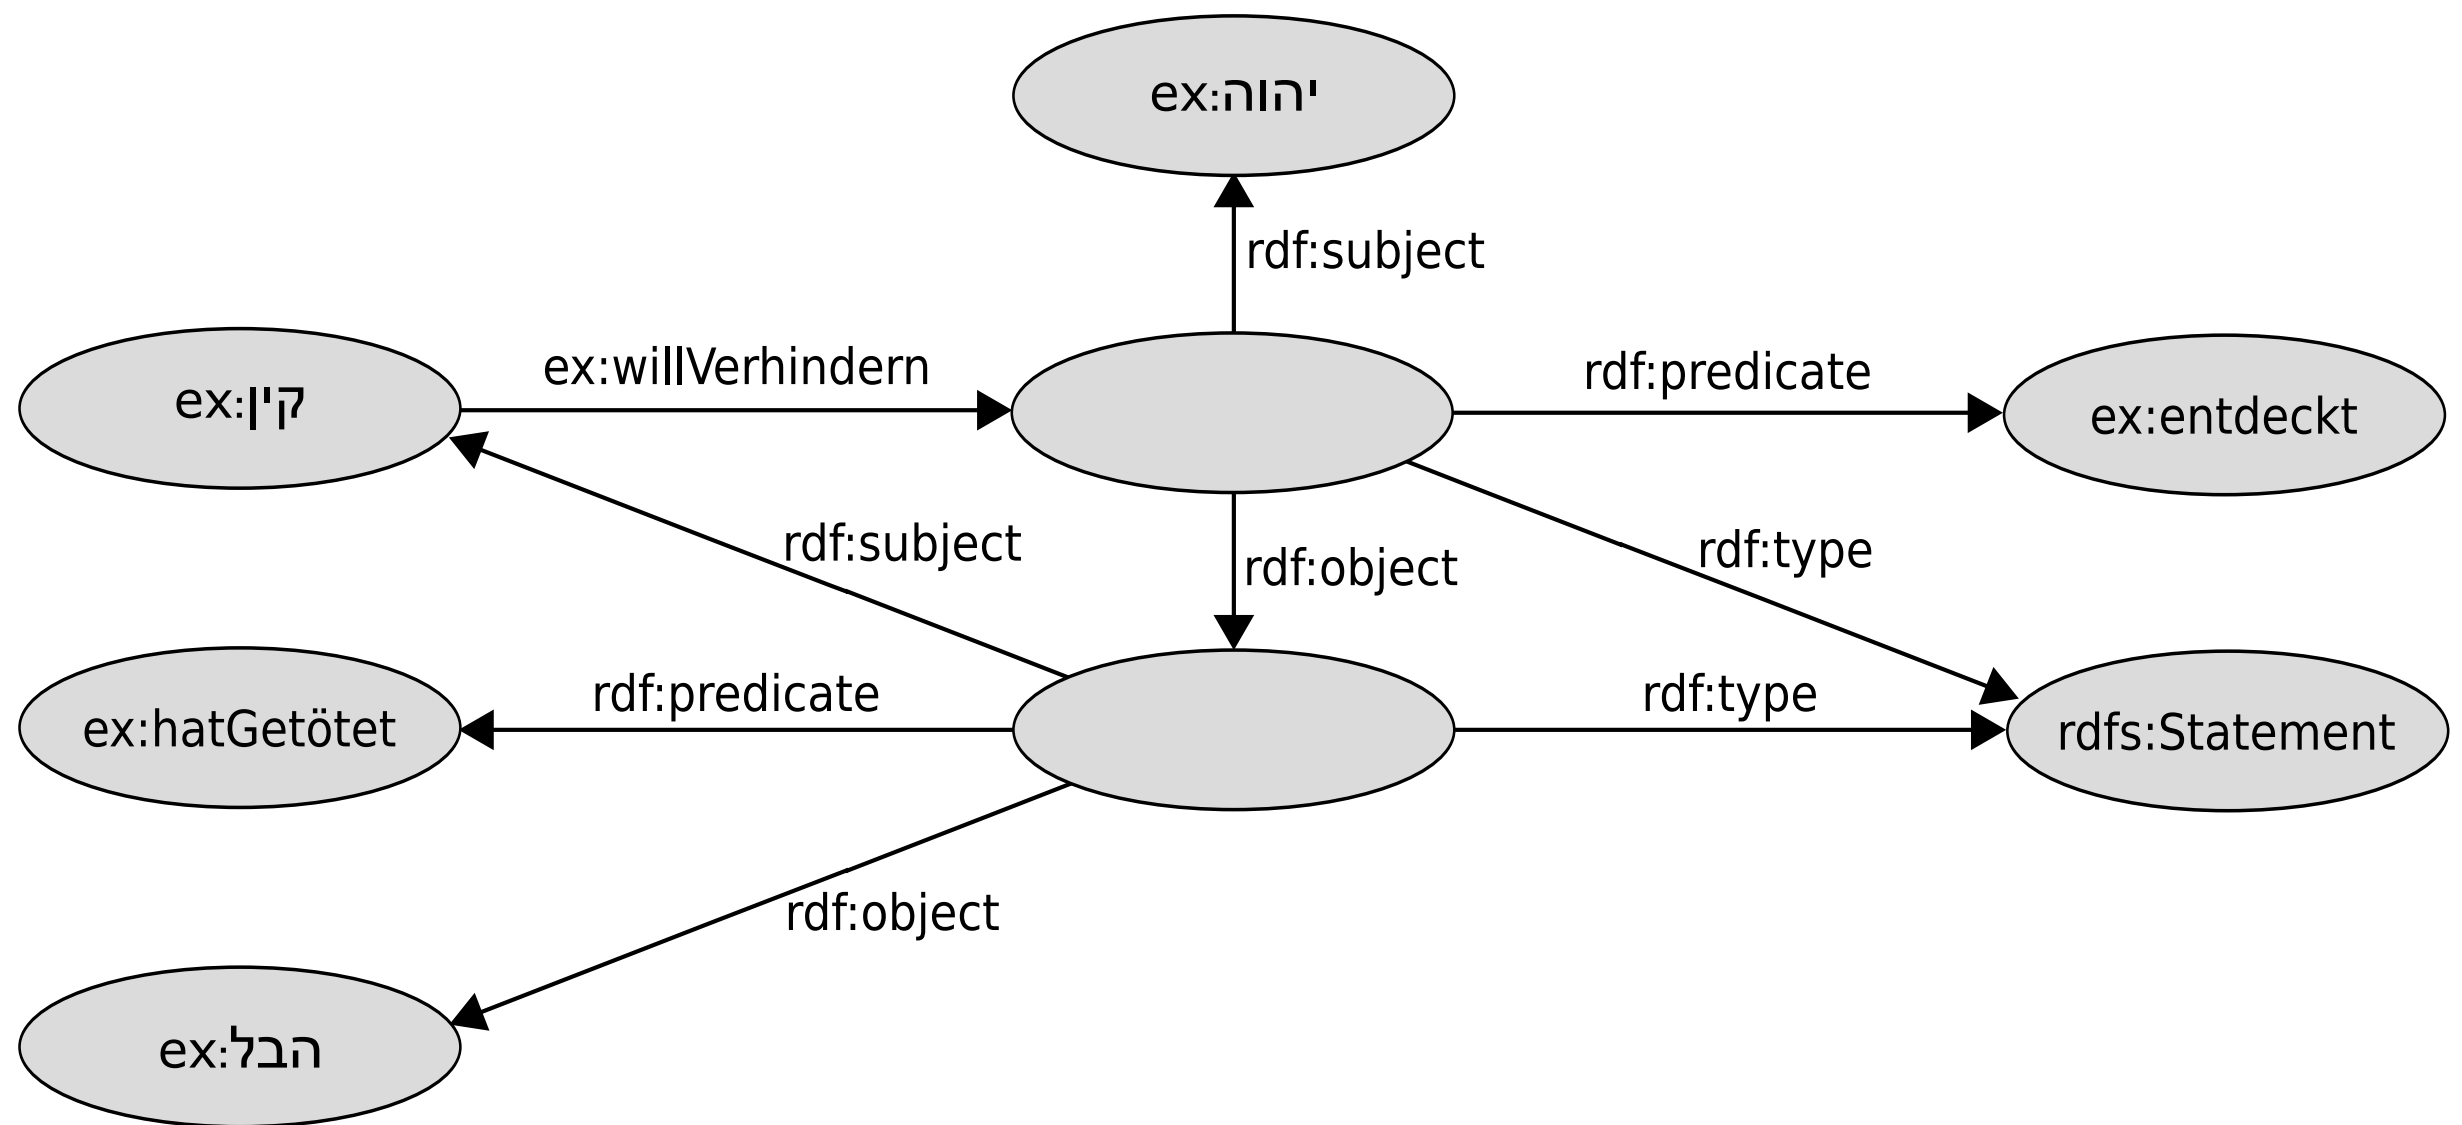 ex:יהוה
rdf:subject
ex:קין
ex:willVerhindern
rdf:predicate
ex:entdeckt
rdf:subject
rdf:object
rdf:type
ex:hatGetötet
rdf:predicate
rdf:type
rdfs:Statement
rdf:object
ex:הבל